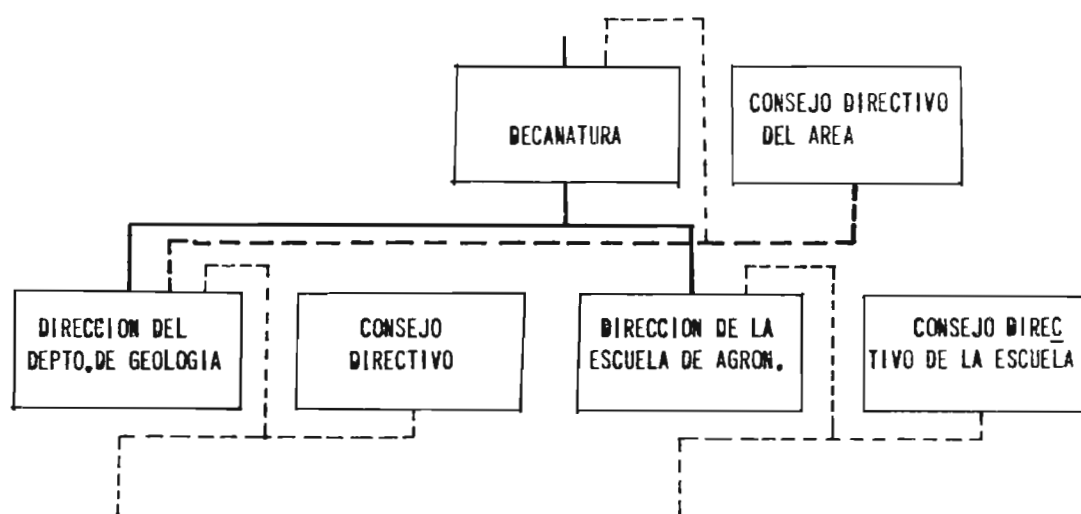 DECANATURA
CONSEJO DIRECTIVO
DEL AREA
DIRECCION DEL
DEPTO. DE GEOLOGIA
CONSEJO
DIRECTIVO
DIRECCION DE LA
ESCUELA DE AGRON.
CONSEJO DIREC
TIVO DE LA ESCUELA